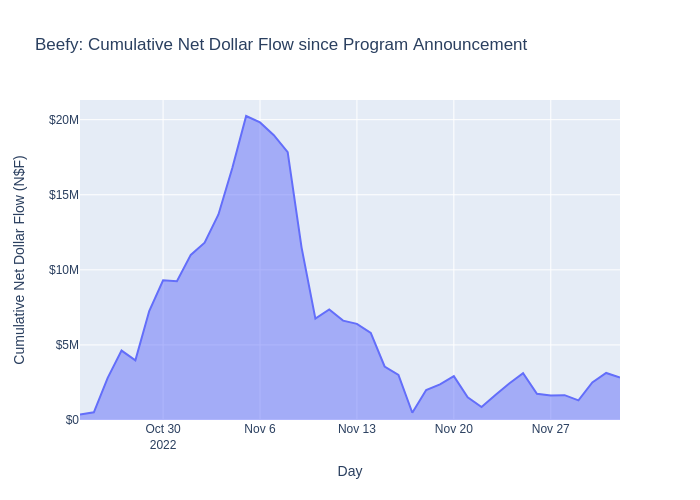 Beefy: Cumulative Net Dollar Flow since Program Announcement
Cumulative Net Dollar Flow (N$F)
$20M
$15M
$10M
$5M
$0
Oct 30
2022
Nov 6
Nov 13
Nov 20
Nov 27
Day